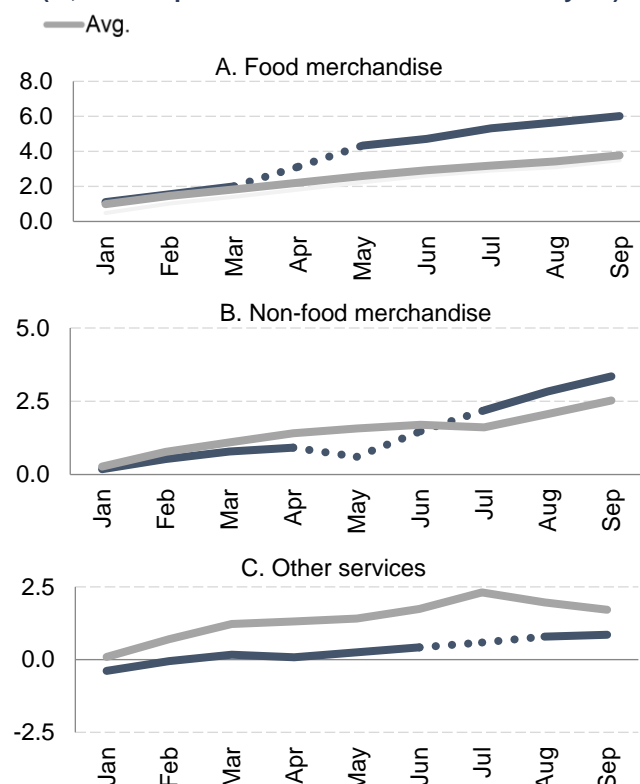 Avg.
A. Food merchandise
8.0
6.0
4.0
2.0
0.0
Jan Feb Mar Apr May Jun Jul Aug Sep
B. Non-food merchandise
5.0
2.5
0.0
Jan Feb Mar Apr May Jun Jul Aug Sep
C. Other services
2.5
0.0
-2.5
Jan Feb Mar Apr May Jun Jul Aug Sep